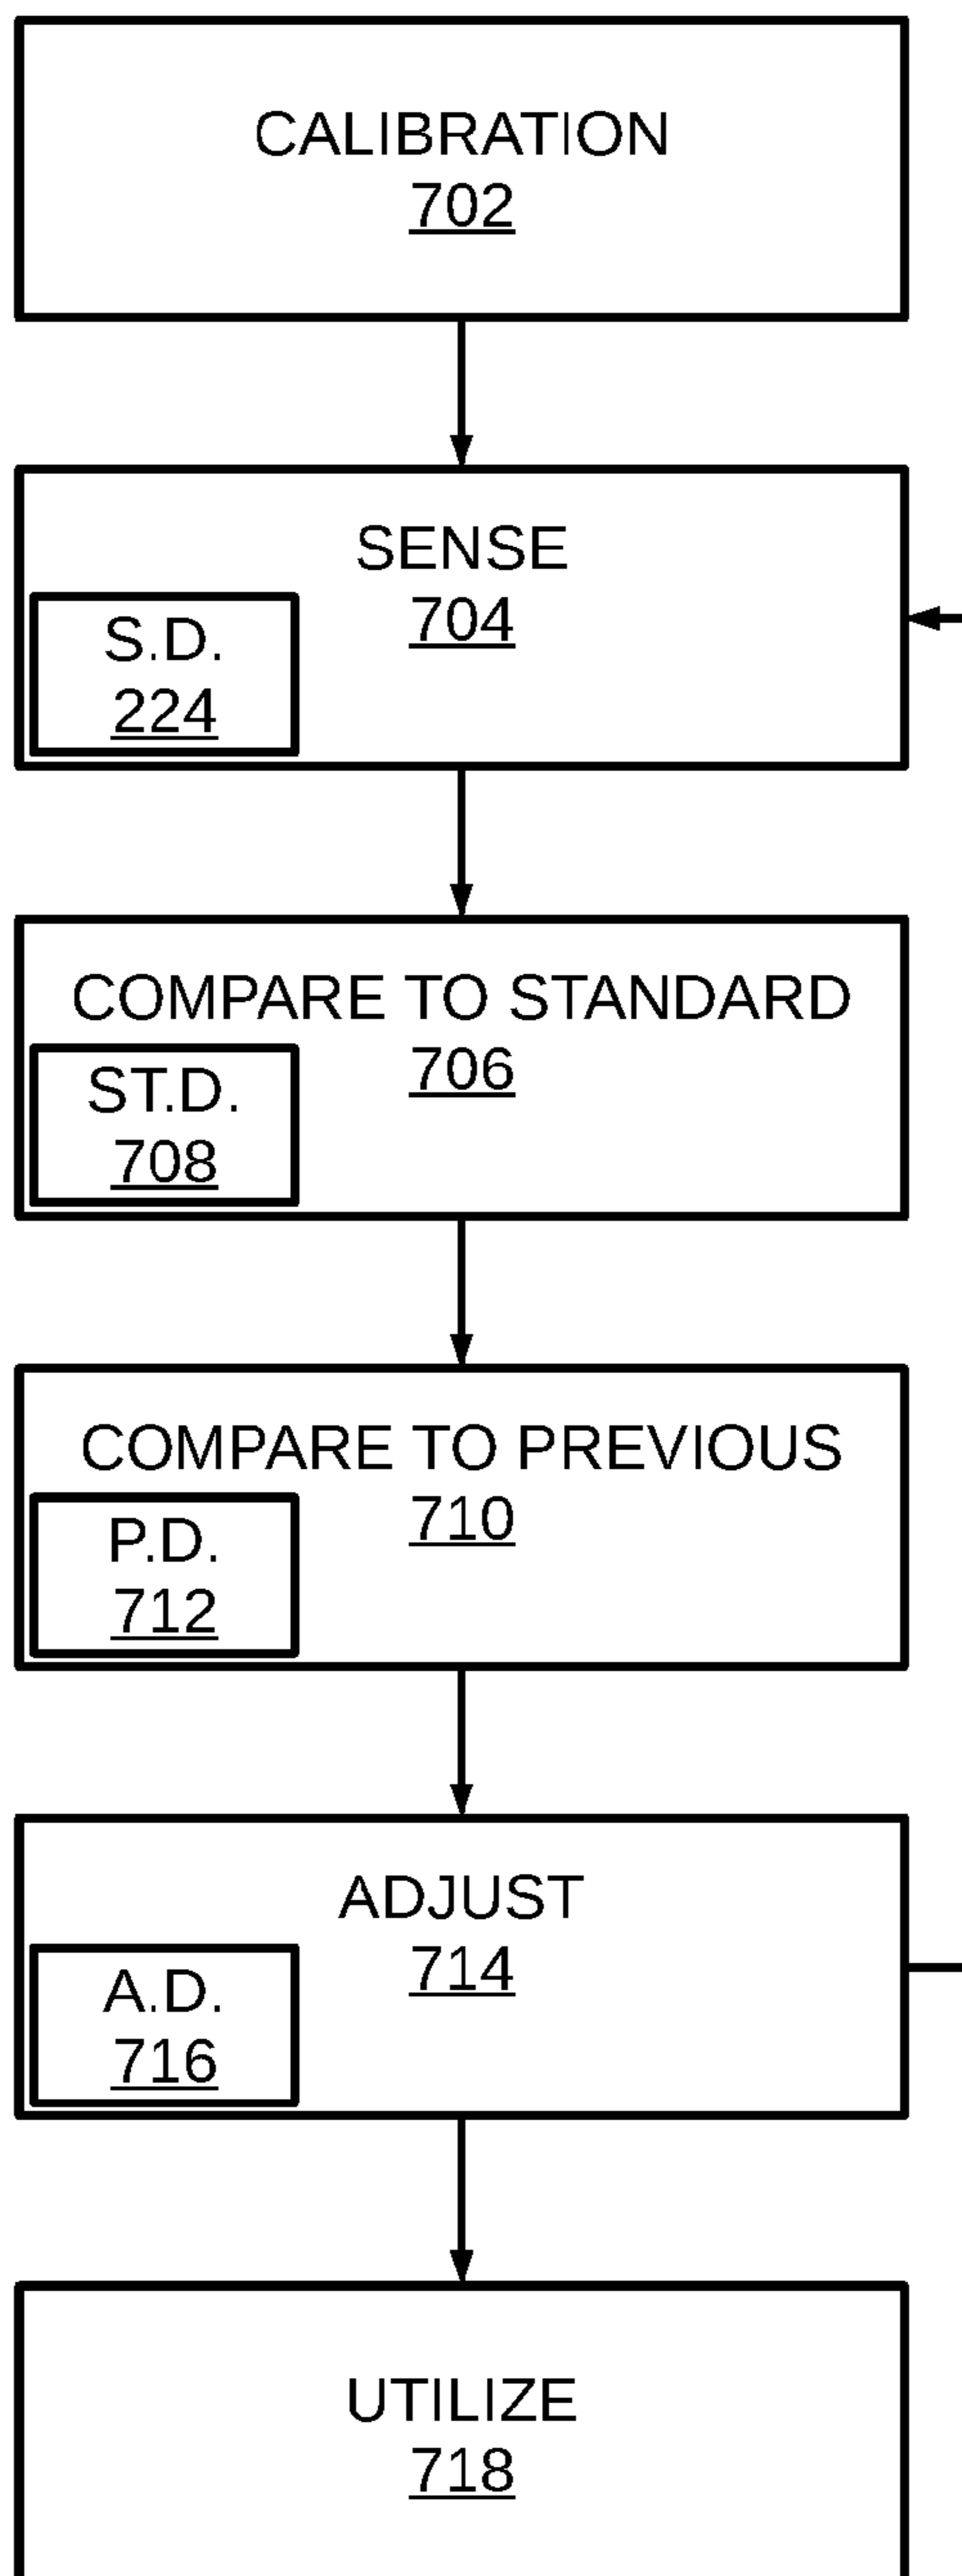 CALIBRATION
702
SENSE
704
S.D.
224
COMPARE TO STANDARD
706
ST.D.
708
COMPARE TO PREVIOUS
710
P.D.
712
ADJUST
714
A.D.
716
UTILIZE
718